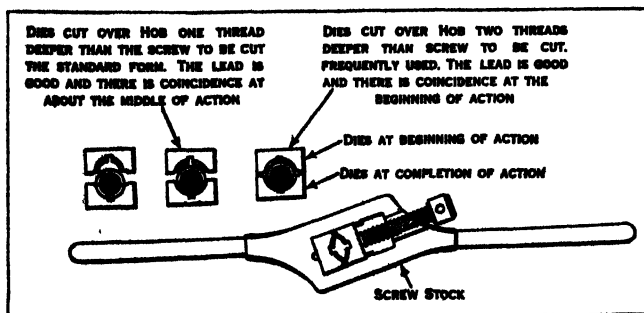 DIES CUT OVER HOB ONE THREAD
DEEPER THAN THE SCREW TO BE CUT
THE STANDARD FORM. THE LEAD IS
GOOD AND THERE IS COINCIDENCE AT
ABOUT THE MIDDLE OF ACTION
DIES CUT OVER HOB TWO THREADS
DEEPER THAN SCREW TO BE CUT.
FREQUENTLY USED. THE LEAD IS GOOD
AND THERE IS COINCIDENCE AT THE
BEGINNING OF ACTION
DIES AT BEGINNING OF ACTION
DIES AT COMPLETION OF ACTION
SCREW STOCK